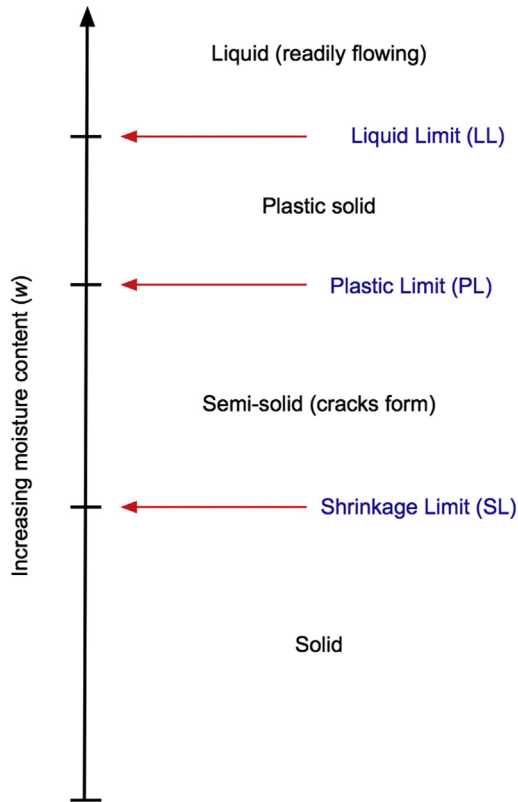 Liquid (readily flowing)
Liquid Limit (LL)
Plastic solid
Plastic Limit (PL)
Semi-solid (cracks form)
Shrinkage Limit (SL)
Solid
Increasing moisture content (w)